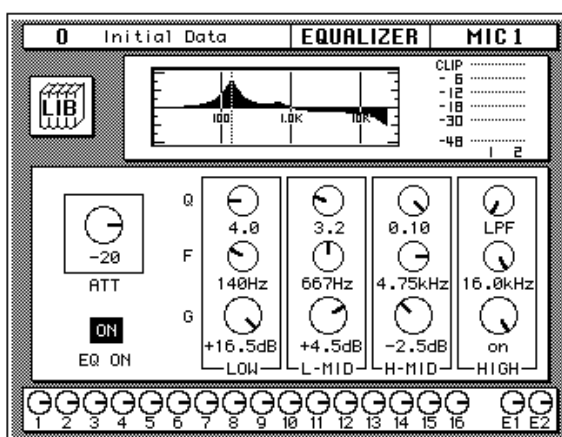 0 Initial Data EQUALIZER MIC 1
CLIP
- 6
-12
-18
-30
-48
1 2
LIB
100 1.0K 10K
Q 4.0 3.2 0.10 LPF
-20
F 140Hz 667Hz 4.75kHz 16.0kHz
ATT
G +16.5dB +4.5dB -2.5dB on
ON
EQ ON
LOW L-MID H-MID HIGH
1 2 3 4 5 6 7 8 9 10 11 12 13 14 15 16 E1 E2